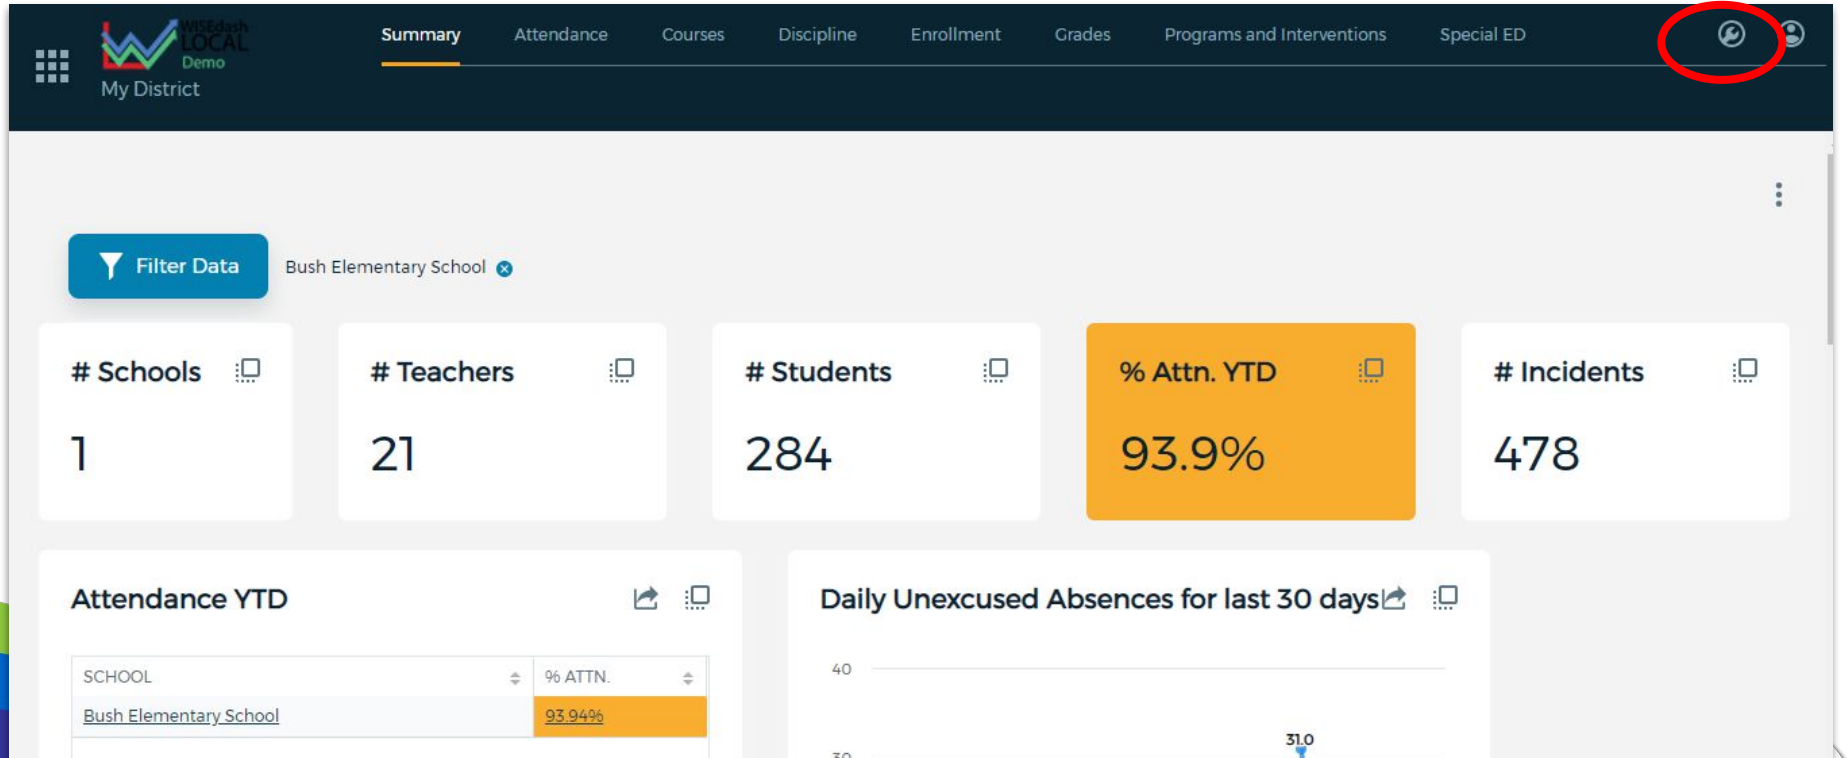 WISEdash
LOCAL
Demo
My District
Summary Attendance Courses Discipline Enrollment Grades Programs and Interventions Special ED
Filter Data Bush Elementary School
# Schools # Teachers # Students % Attn. YTD # Incidents
1 21 284 93.9% 478
Attendance YTD
SCHOOL % ATTN.
Bush Elementary School 93.94%
Daily Unexcused Absences for last 30 days
40
31.0
30